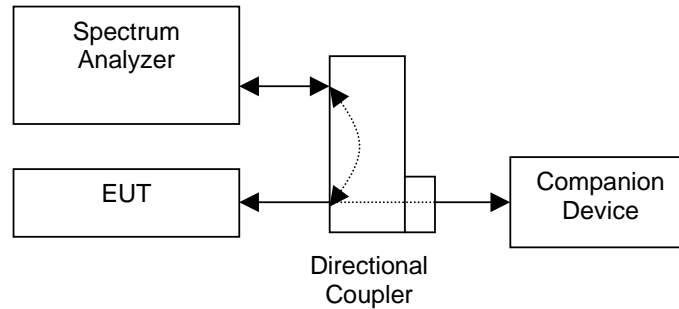 Spectrum
Analyzer
EUT
Companion
Device
Directional
Coupler